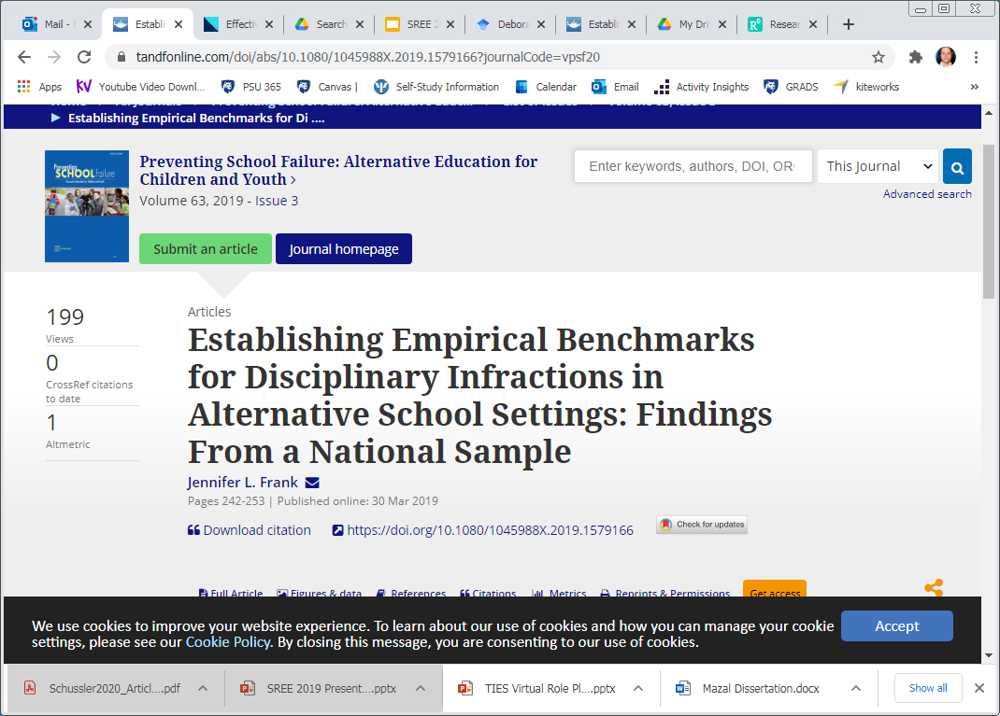 Mail -
Establi
Effectiv
Search
SREE 2
Debora
Establi
My Dri
Resear
tandfonline.com/doi/abs/10.1080/1045988X.2019.1579166?journalCode=vpsf20
Apps
KV Youtube Video Downl...
PSU 365
Canvas |
Self-Study Information
Calendar
Email
Activity Insights
GRADS
kiteworks
»
Establishing Empirical Benchmarks for Di ....
Preventing SCHOOL failure
Preventing School Failure: Alternative Education for
Children and Youth ›
Volume 63, 2019 - Issue 3
Enter keywords, authors, DOI, OR
This Journal
Advanced search
Submit an article
Journal homepage
199
Views
0
CrossRef citations
to date
1
Altmetric
Articles
Establishing Empirical Benchmarks
for Disciplinary Infractions in
Alternative School Settings: Findings
From a National Sample
Jennifer L. Frank
Pages 242-253 | Published online: 30 Mar 2019
Download citation
https://doi.org/10.1080/1045988X.2019.1579166
Check for updates
Full Article
Figures & data
References
Citations
Metrics
Reprints & Permissions
Get access
We use cookies to improve your website experience. To learn about our use of cookies and how you can manage your cookie
settings, please see our Cookie Policy. By closing this message, you are consenting to our use of cookies.
Accept
Schussler2020_Articl....pdf
SREE 2019 Present....pptx
TIES Virtual Role Pl....pptx
Mazal Dissertation.docx
Show all